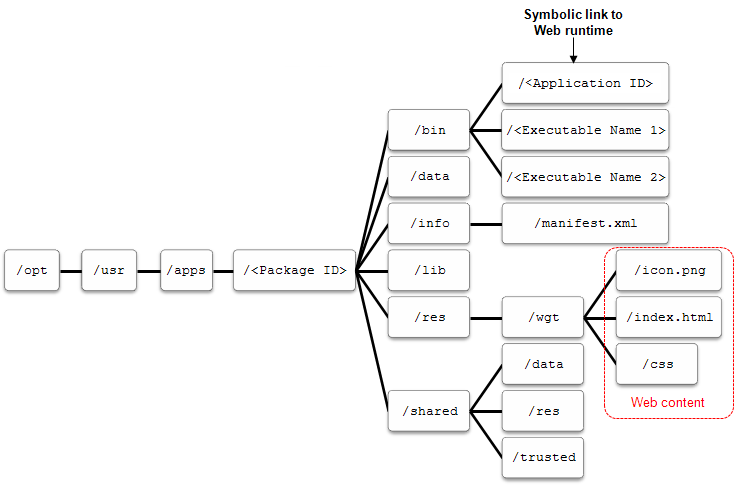 Symbolic link to
Web runtime
/<Application ID>
/bin
/<Executable Name 1>
/data
/<Executable Name 2>
/info
/manifest.xml
/opt
/usr
/apps
/<Package ID>
/lib
/icon.png
/res
/wgt
/index.html
/data
/css
/shared
/res
Web content
/trusted